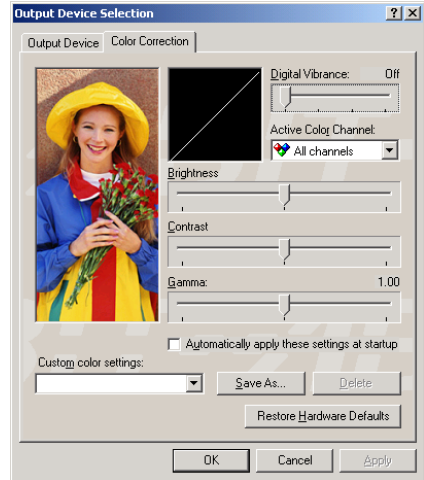 Output Device Selection
Output Device
Color Correction
Digital Vibrance: Off
Active Color Channel:
All channels
Brightness
Contrast
Gamma: 1.00
Automatically apply these settings at startup
Custom color settings:
Save As...
Delete
Restore Hardware Defaults
OK
Cancel
Apply